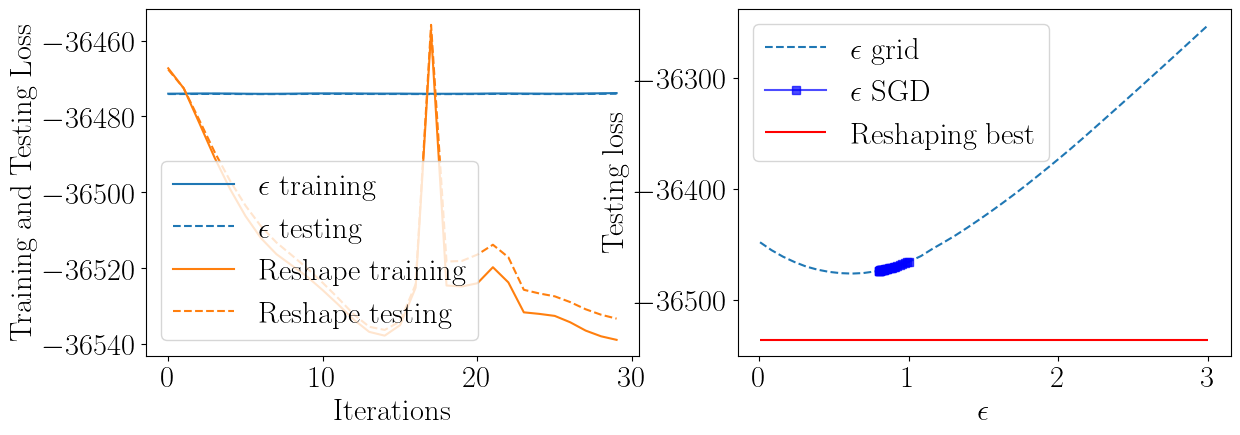 Training and Testing Loss
−36460
−36480
−36500
−36520
−36540
ϵ training
ϵ testing
Reshape training
Reshape testing
0
10
20
30
Iterations
Testing loss
−36300
−36400
−36500
ϵ grid
ϵ SGD
Reshaping best
0
1
2
3
ϵ